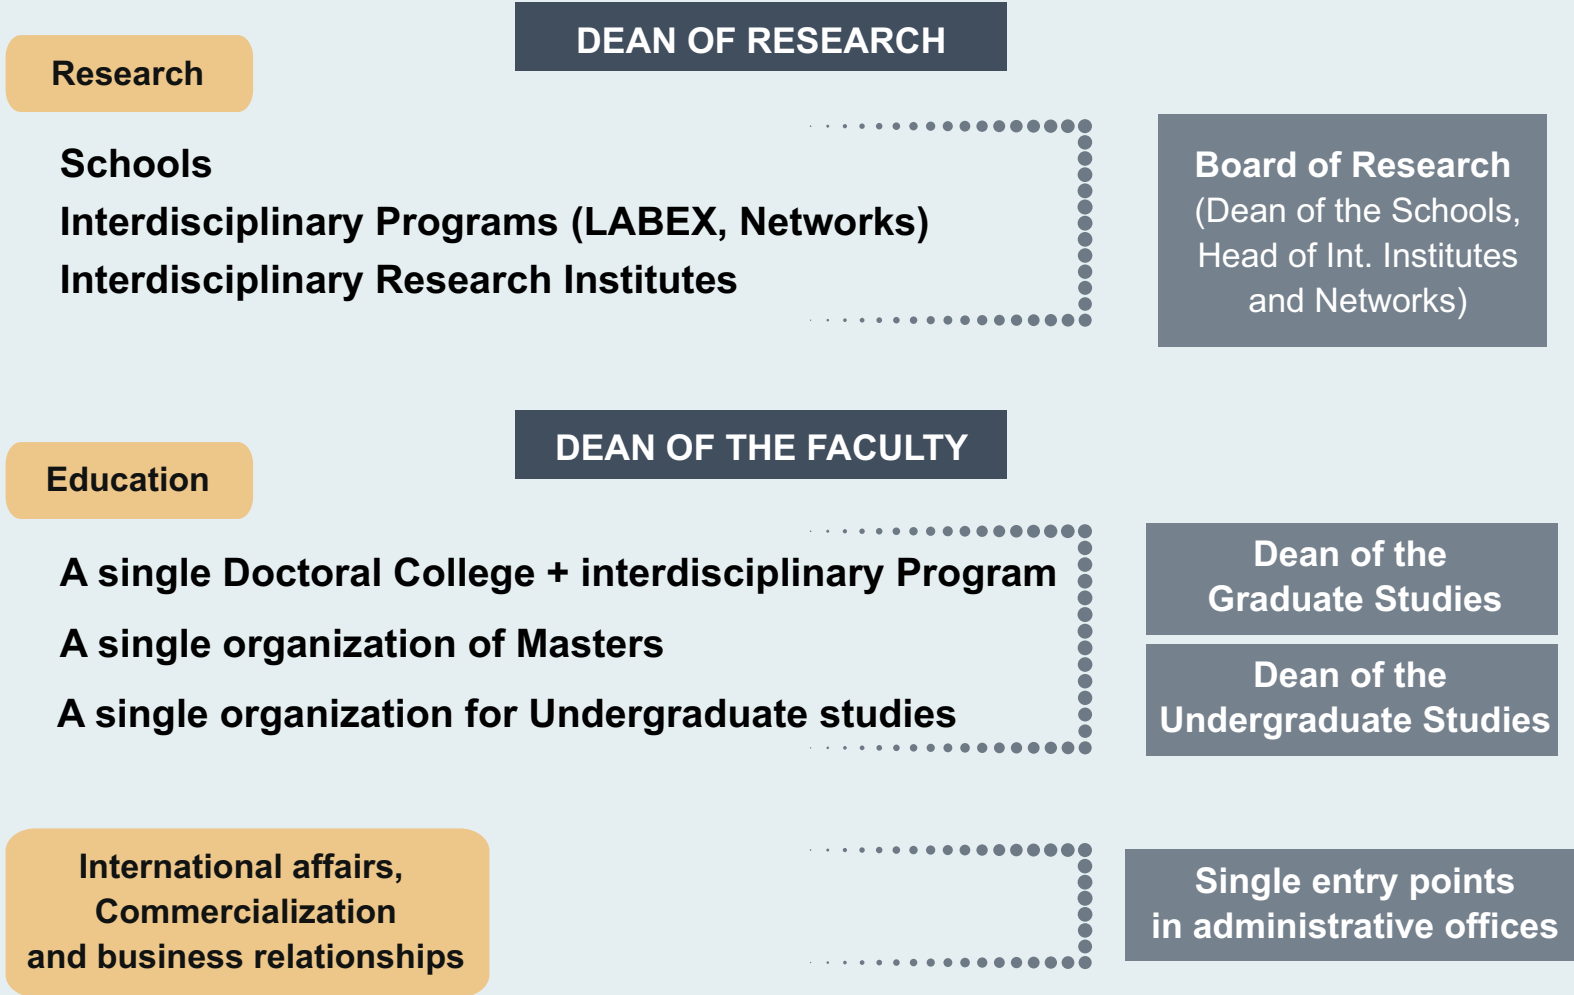 DEAN OF RESEARCH
Research
Schools
Interdisciplinary Programs (LABEX, Networks)
Interdisciplinary Research Institutes
Board of Research
(Dean of the Schools,
Head of Int. Institutes
and Networks)
DEAN OF THE FACULTY
Education
A single Doctoral College + interdisciplinary Program
A single organization of Masters
A single organization for Undergraduate studies
Dean of the
Graduate Studies
Dean of the
Undergraduate Studies
International affairs,
Commercialization
and business relationships
Single entry points
in administrative offices